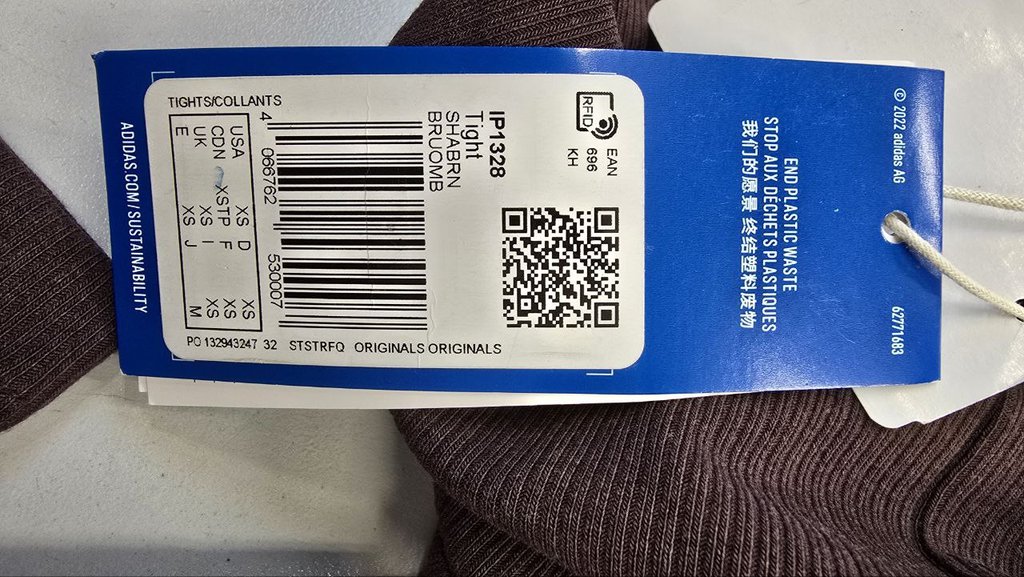 © 2022 adidas AG
62771683
END PLASTIC WASTE
STOP AUX DÉCHETS PLASTIQUES
我们的愿景 终结塑料废物
RFID
EAN
696
KH
IP1328
Tight
SHABRN
BRUOMB
4 066762 530007
USA XS D XS
CDN XSTP F XS
UK XS I XS
E XS J M
TIGHTS/COLLANTS
PO 132943247 32 STSTRFQ ORIGINALS ORIGINALS
ADIDAS.COM/SUSTAINABILITY